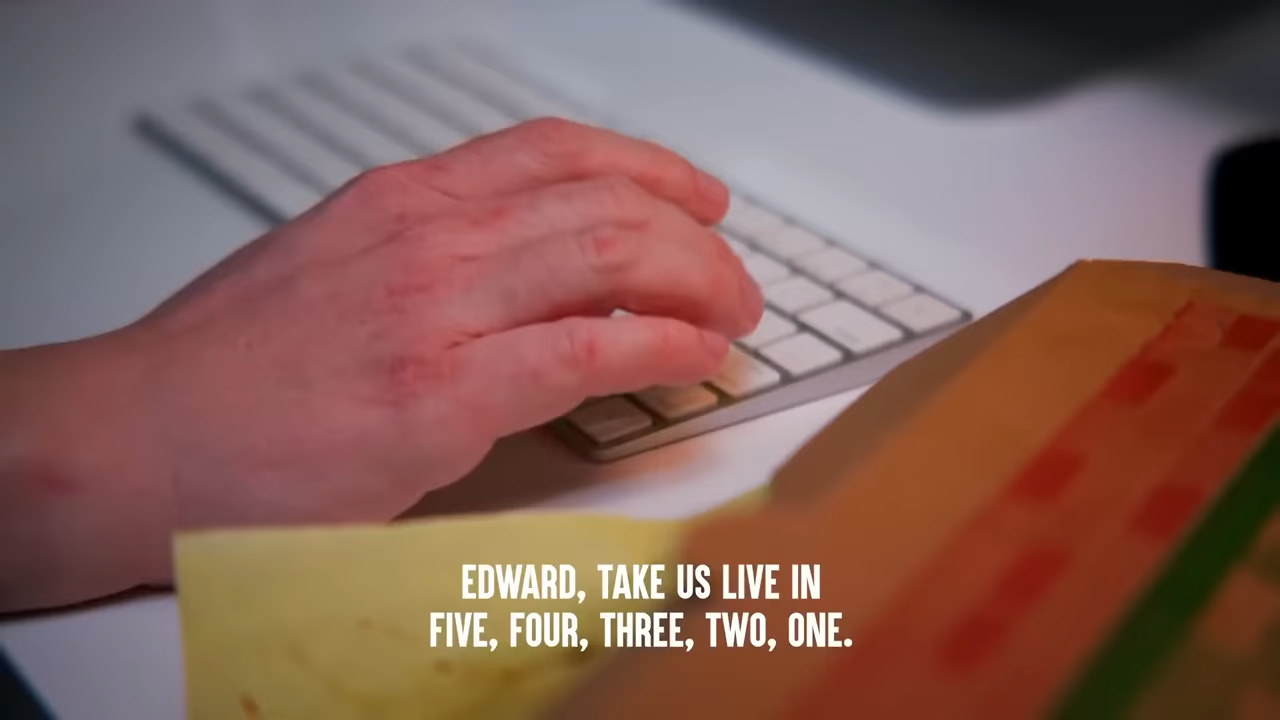 EDWARD, TAKE US LIVE IN
FIVE, FOUR, THREE, TWO, ONE.